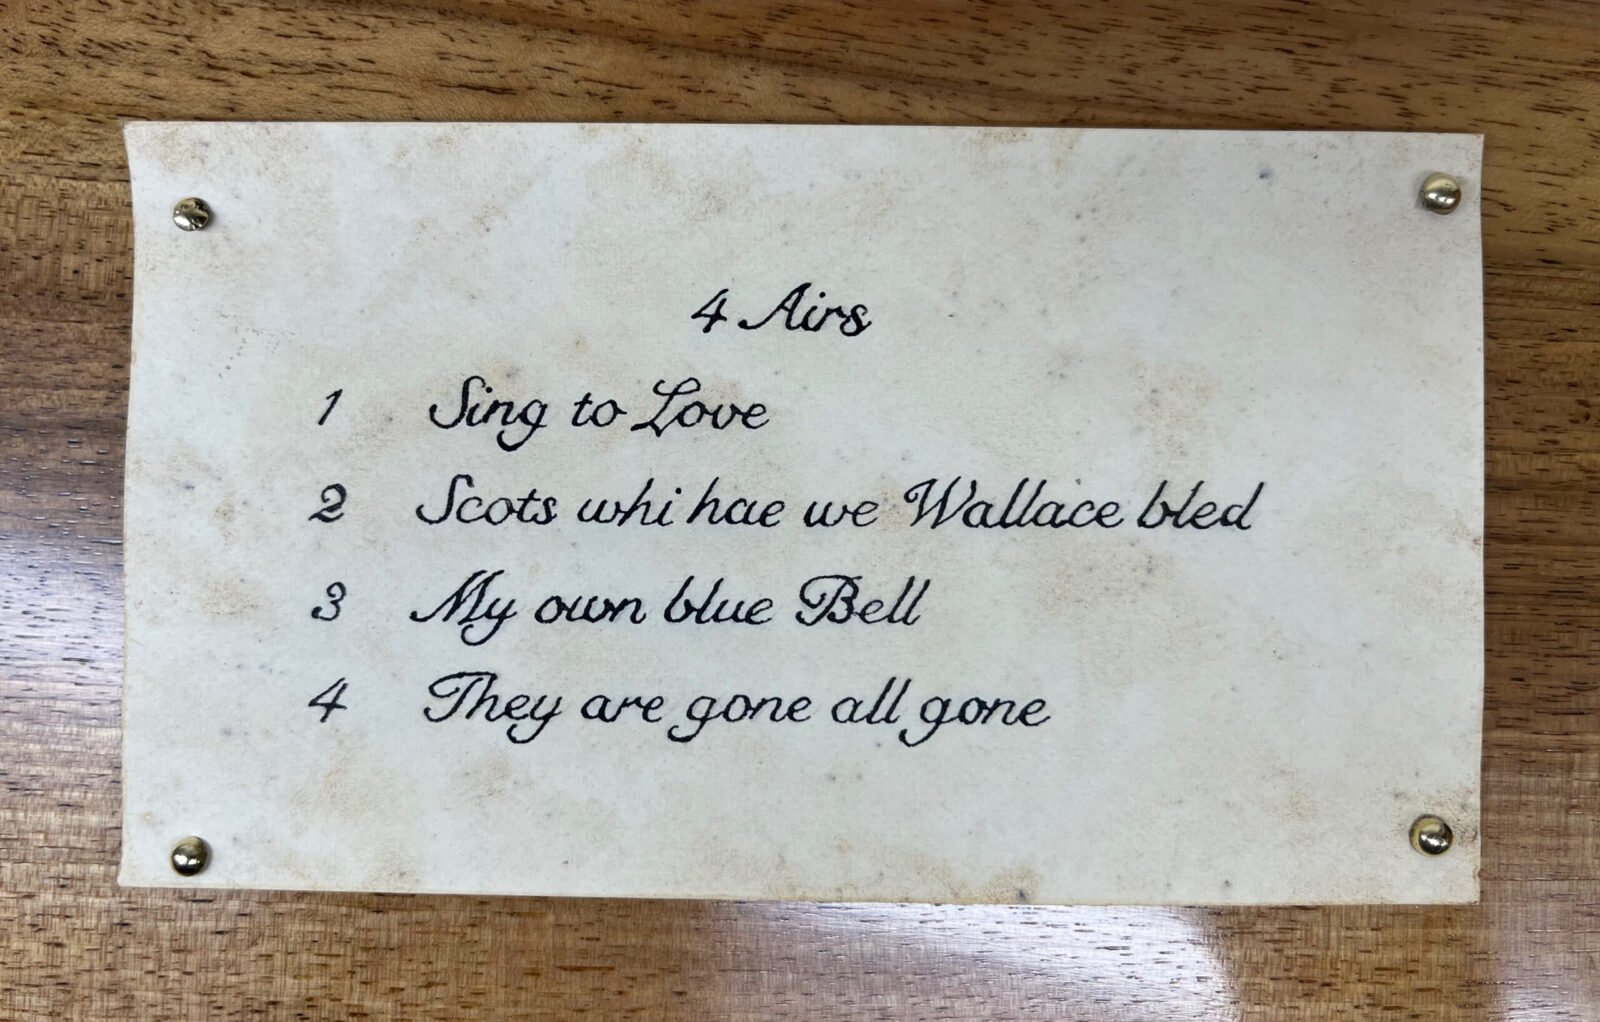 4 Airs
1 Sing to Love
2 Scots whi hae we Wallace bled
3 My own blue Bell
4 They are gone all gone